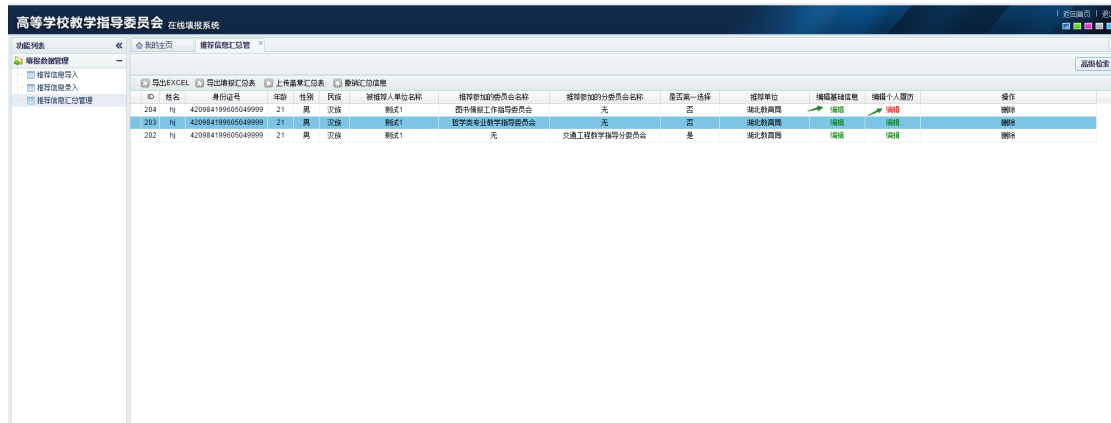 高等学校教学指导委员会 在线填报系统
返回首页 | 退出
功能列表
我的主页 推荐信息汇总管
填报数据管理
推荐信息导入
推荐信息录入
推荐信息汇总管理
高级检索
导出EXCEL 导出填报汇总表 上传盖章汇总表 撤销汇总信息
ID 姓名 身份证号 年龄 性别 民族 被推荐人单位名称 推荐参加的委员会名称 推荐参加的分委员会名称 是否第一选择 推荐单位 编辑基础信息 编辑个人履历 操作
204 hj 420984199605049999 21 男 汉族 测试1 图书情报工作指导委员会 无 否 湖北教育局 编辑 编辑 删除
203 hj 420984199605049999 21 男 汉族 测试1 哲学类专业教学指导委员会 无 否 湖北教育局 编辑 编辑 删除
202 hj 420984199605049999 21 男 汉族 测试1 无 交通工程教学指导分委员会 是 湖北教育局 编辑 编辑 删除